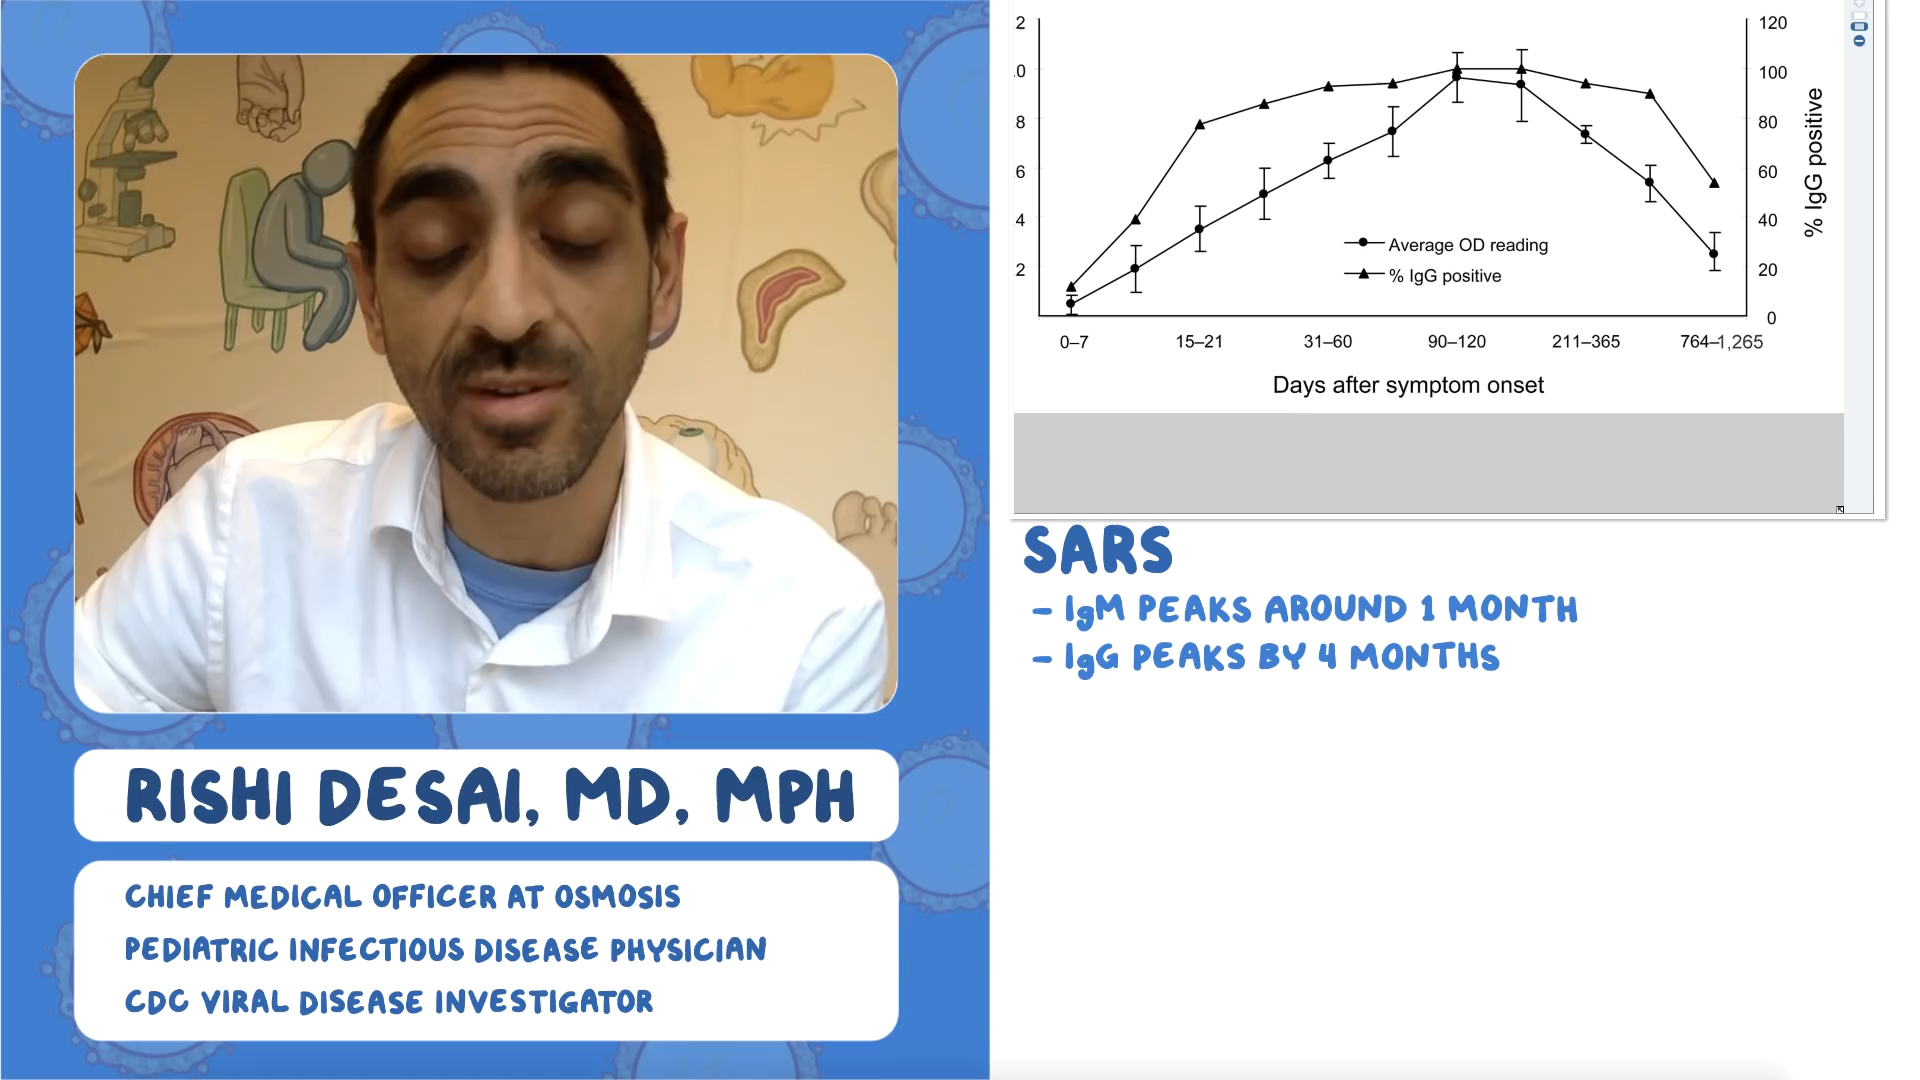 RISHI DESAI, MD, MPH
CHIEF MEDICAL OFFICER AT OSMOSIS
PEDIATRIC INFECTIOUS DISEASE PHYSICIAN
CDC VIRAL DISEASE INVESTIGATOR
2
.0
8
6
4
2
120
100
80
60
40
20
0
% IgG positive
Average OD reading
% IgG positive
0–7 15–21 31–60 90–120 211–365 764–1,265
Days after symptom onset
SARS
– IgM PEAKS AROUND 1 MONTH
– IgG PEAKS BY 4 MONTHS